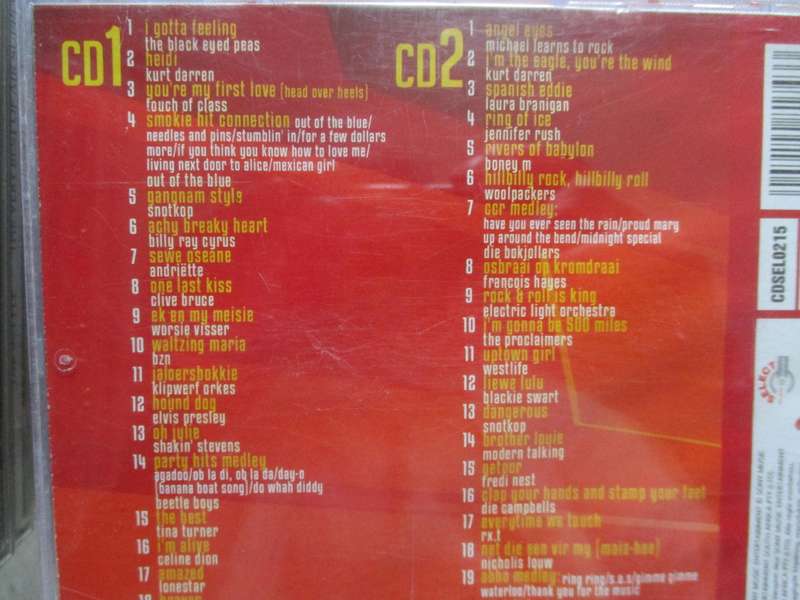 CD1
1 i gotta feeling
the black eyed peas
2 heidi
kurt darren
3 you're my first love (head over heels)
touch of class
4 smokie hit connection out of the blue/
needles and pins/stumblin' in/for a few dollars
more/if you think you know how to love me/
living next door to alice/mexican girl
out of the blue
5 gangnam style
snotkop
6 achy breaky heart
billy ray cyrus
7 sewe oseane
andriëtte
8 one last kiss
clive bruce
9 ek en my meisie
worsie visser
10 waltzing maria
bzn
11 jaloersbokkie
klipwerf orkes
12 hound dog
elvis presley
13 oh julie
shakin' stevens
14 party hits medley
agadoo/ob la di, ob la da/day-o
(banana boat song)/do whah diddy
beetle boys
15 the best
tina turner
16 i'm alive
celine dion
17 amazed
lonestar
18
CD2
1 angel eyes
michael learns to rock
2 i'm the eagle, you're the wind
kurt darren
3 spanish eddie
laura branigan
4 ring of ice
jennifer rush
5 rivers of babylon
boney m
6 hillbilly rock, hillbilly roll
woolpackers
7 ccr medley:
have you ever seen the rain/proud mary
up around the bend/midnight special
die bokjollers
8 osbraai op kromdraai
francois hayes
9 rock & roll is king
electric light orchestra
10 i'm gonna be 500 miles
the proclaimers
11 uptown girl
westlife
12 liewe lulu
blackie swart
13 dangerous
snotkop
14 brother louie
modern talking
15 getoor
fredi nest
16 clap your hands and stamp your feet
die campbells
17 everytime we touch
rx.t
18 net die een vir my (mais-hee)
nicholis louw
19 abba medley: ring ring/s.o.s/gimme gimme
waterloo/thank you for the music
CDSEL0215
SELECT